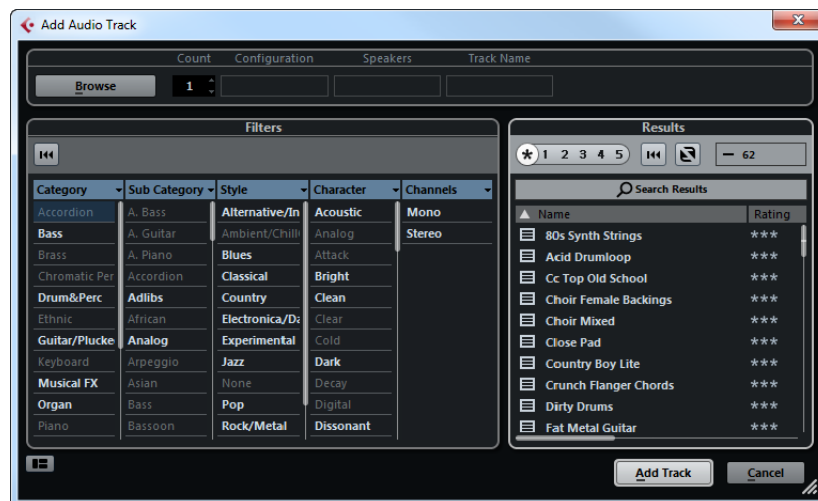 Add Audio Track
Count Configuration Speakers Track Name
Browse 1
Filters
Category Sub Category Style Character Channels
Accordion A. Bass Alternative/In Acoustic Mono
Bass A. Guitar Ambient/Chill Analog Stereo
Brass A. Piano Blues Attack
Chromatic Per Accordion Classical Bright
Drum&Perc Adlibs Country Clean
Ethnic African Electronica/Da Clear
Guitar/Plucke Analog Experimental Cold
Keyboard Arpeggio Jazz Dark
Musical FX Asian None Decay
Organ Bass Pop Digital
Piano Bassoon Rock/Metal Dissonant
Results
* 1 2 3 4 5 62
Search Results
Name Rating
80s Synth Strings ***
Acid Drumloop ***
Cc Top Old School ***
Choir Female Backings ***
Choir Mixed ***
Close Pad ***
Country Boy Lite ***
Crunch Flanger Chords ***
Dirty Drums ***
Fat Metal Guitar ***
Add Track Cancel